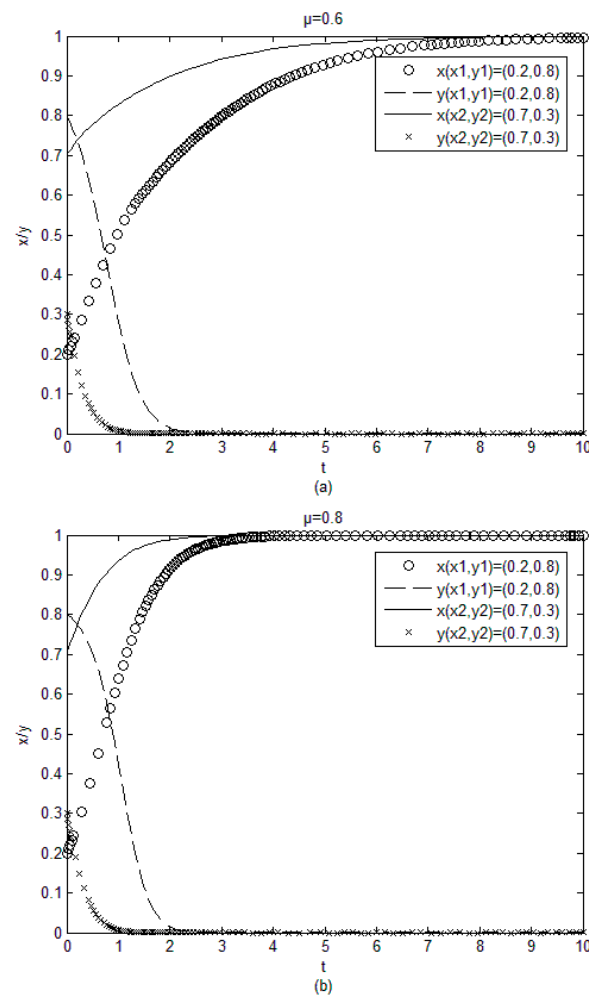 μ=0.6
1
0.9
0.8
0.7
0.6
0.5
0.4
0.3
0.2
0.1
0
x/y
x(x1,y1)=(0.2,0.8)
y(x1,y1)=(0.2,0.8)
x(x2,y2)=(0.7,0.3)
y(x2,y2)=(0.7,0.3)
0 1 2 3 4 5 6 7 8 9 10
t
(a)
μ=0.8
1
0.9
0.8
0.7
0.6
0.5
0.4
0.3
0.2
0.1
0
x/y
x(x1,y1)=(0.2,0.8)
y(x1,y1)=(0.2,0.8)
x(x2,y2)=(0.7,0.3)
y(x2,y2)=(0.7,0.3)
0 1 2 3 4 5 6 7 8 9 10
t
(b)